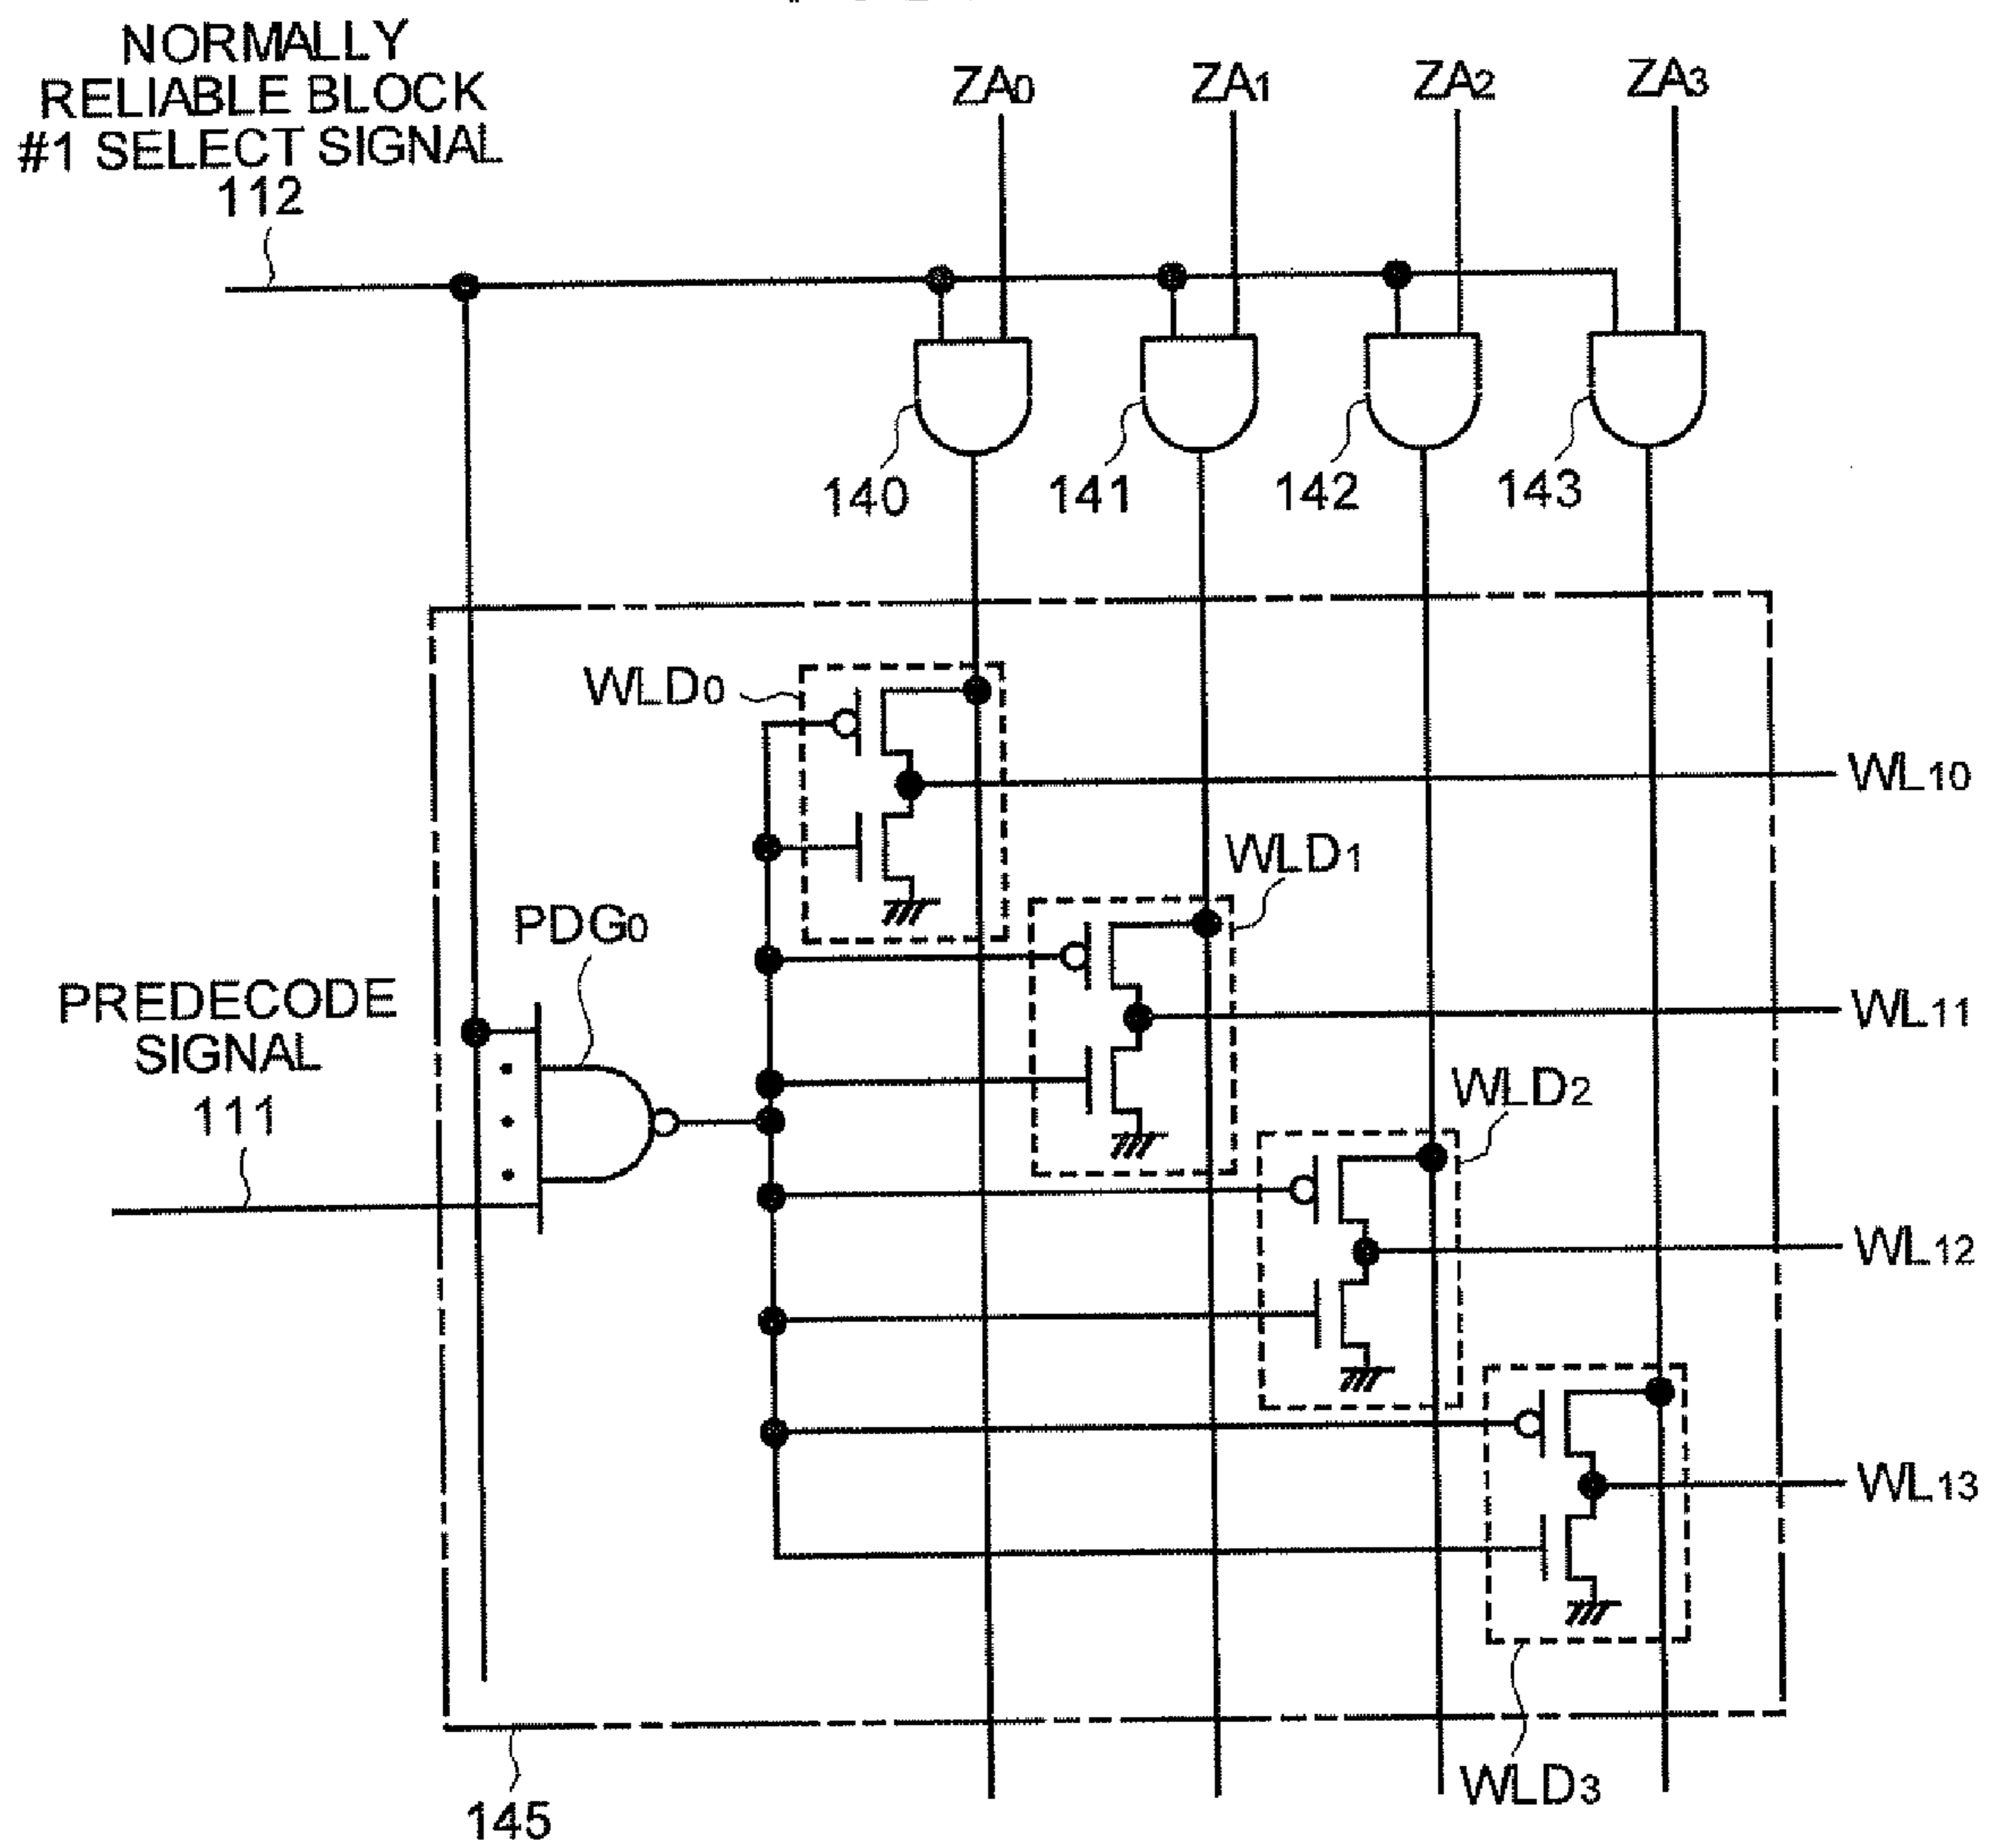 NORMALLY
RELIABLE BLOCK
#1 SELECT SIGNAL
112
ZA0
ZA1
ZA2
ZA3
140
141
142
143
WLD0
WL10
WLD1
PDG0
PREDECODE
SIGNAL
111
WL11
WLD2
WL12
WL13
WLD3
145